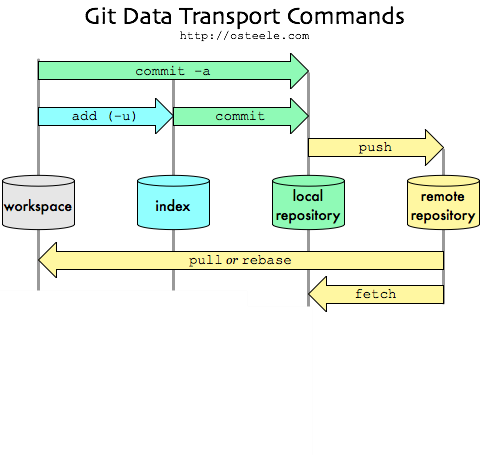 Git Data Transport Commands
http://osteele.com
commit -a
add (-u)
commit
push
workspace
index
local
repository
remote
repository
pull or rebase
fetch